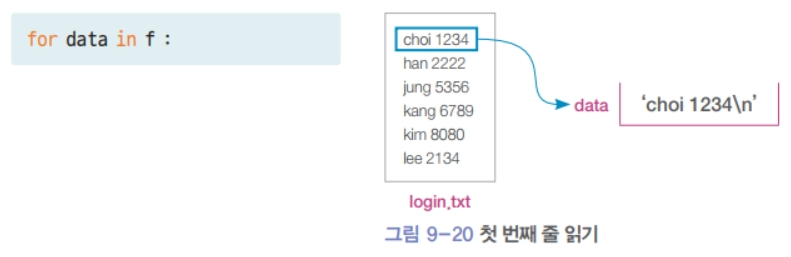 for data in f :
choi 1234
han 2222
jung 5356
kang 6789
kim 8080
lee 2134
data
‘choi 1234\n’
login.txt
그림 9-20 첫 번째 줄 읽기